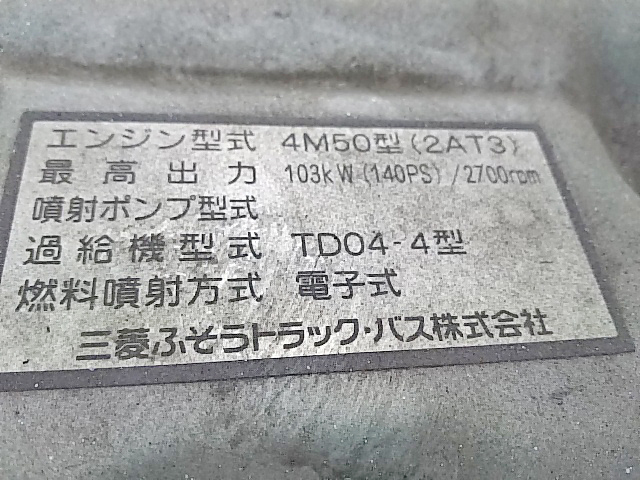 エンジン型式 4M50型(2AT3)
最高出力 103kW(140PS)/2700rpm
噴射ポンプ型式
過給機型式 TD04-4型
燃料噴射方式 電子式
三菱ふそうトラック・バス株式会社